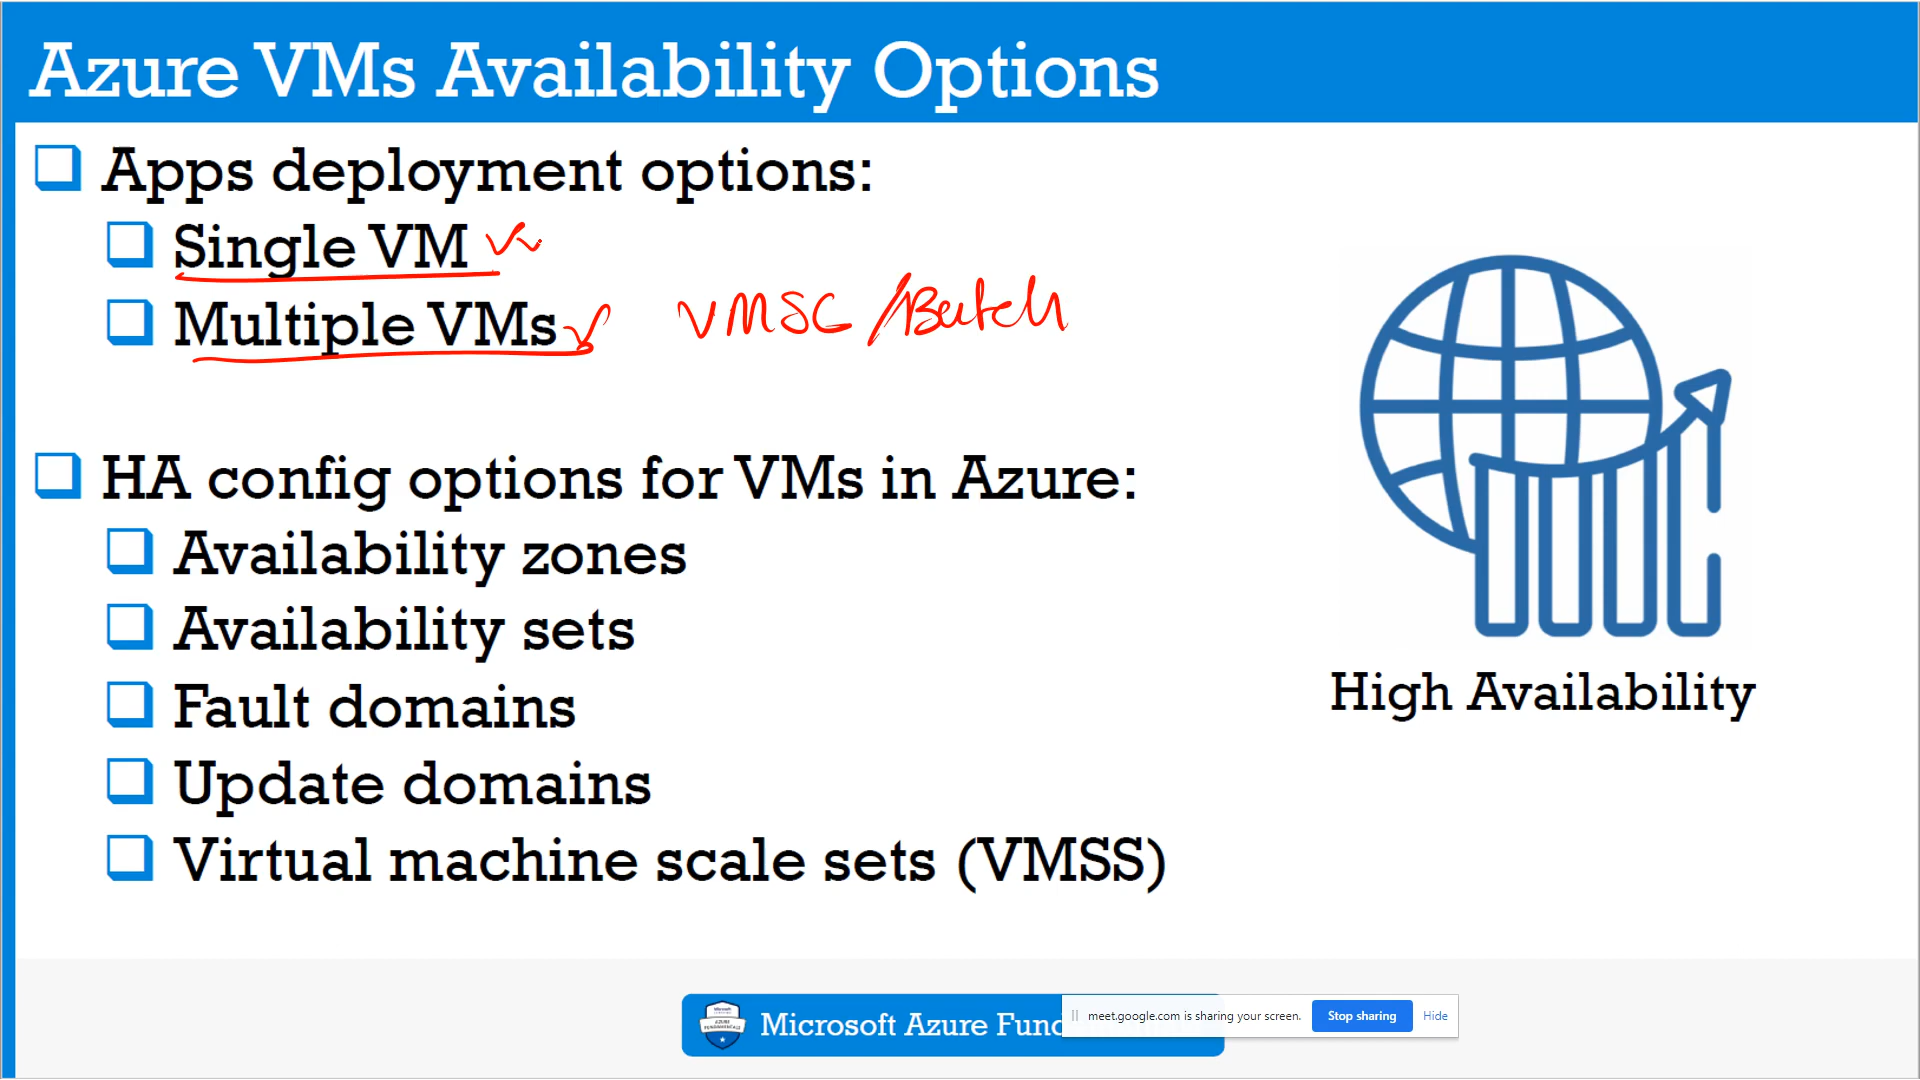 Azure VMs Availability Options
Apps deployment options:
Single VM
Multiple VMs VMSC /Batch
HA config options for VMs in Azure:
Availability zones
Availability sets
Fault domains
Update domains
Virtual machine scale sets (VMSS)
High Availability
Microsoft Azure Fund
meet.google.com is sharing your screen. Stop sharing Hide